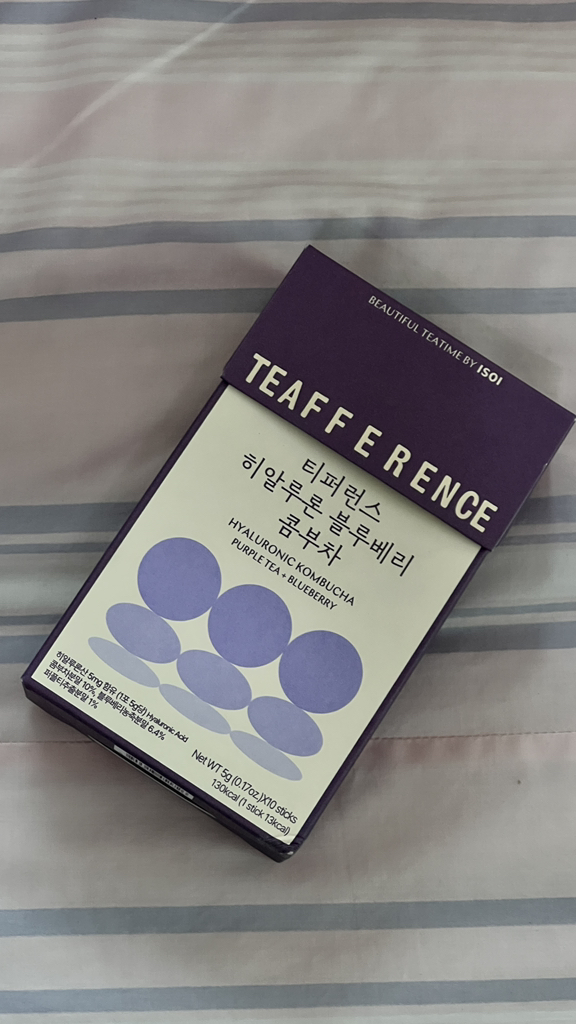 BEAUTIFUL TEATIME BY ISOI
TEAFFERENCE
티퍼런스
히알루론 블루베리
콤부차
HYALURONIC KOMBUCHA
PURPLE TEA + BLUEBERRY
히알루론산 5mg 함유 (1포 5g당) Hyaluronic Acid
콤부차분말 10%, 블루베리농축분말 6.4%
퍼플티추출분말 1%
Net WT 5g (0.17oz.)X10 sticks
130kcal (1 stick 13kcal)